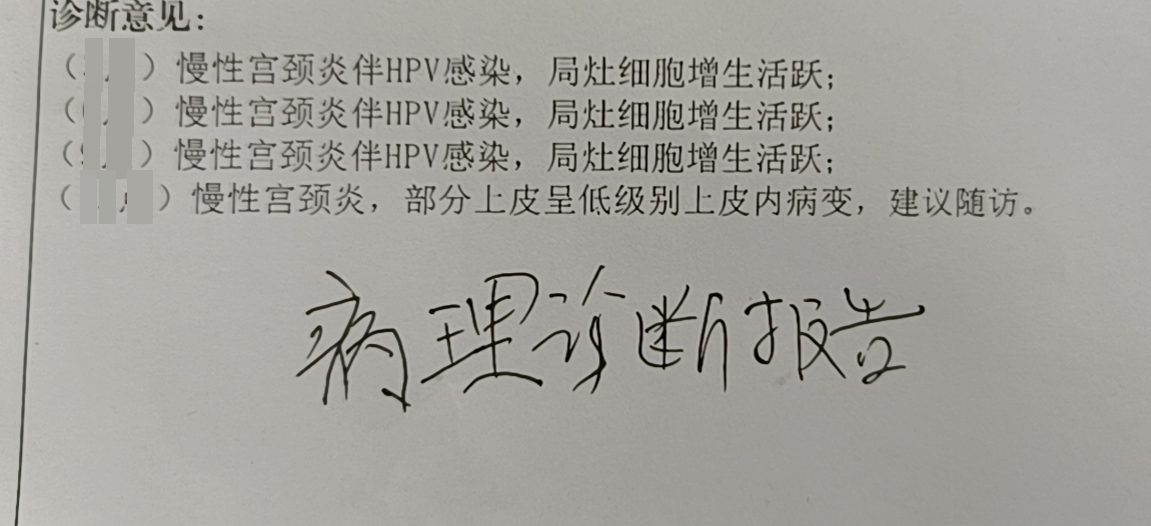 诊断意见：
（ ）慢性宫颈炎伴HPV感染，局灶细胞增生活跃；
（ ）慢性宫颈炎伴HPV感染，局灶细胞增生活跃；
（ ）慢性宫颈炎伴HPV感染，局灶细胞增生活跃；
（ ）慢性宫颈炎，部分上皮呈低级别上皮内病变，建议随访。
病理诊断报告